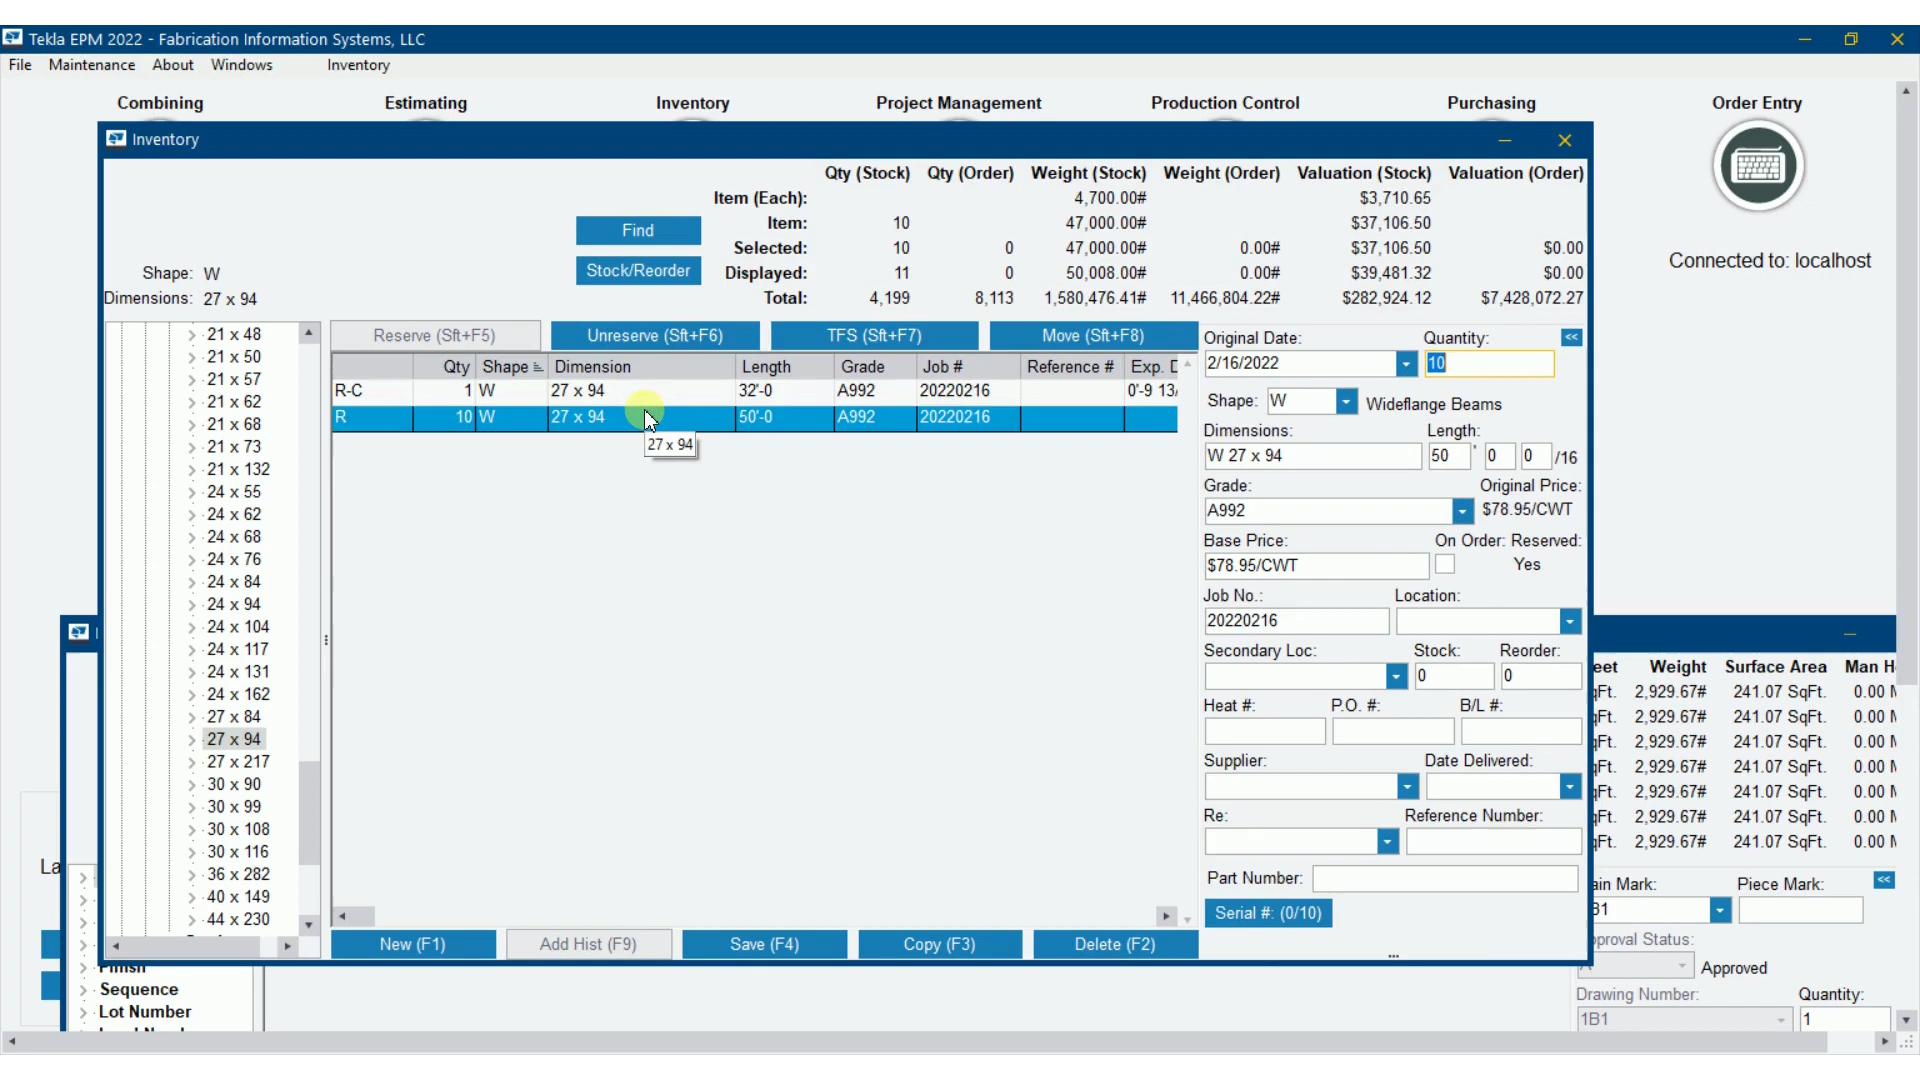 Tekla EPM 2022 - Fabrication Information Systems, LLC
File Maintenance About Windows Inventory
Combining Estimating Inventory Project Management Production Control Purchasing Order Entry
Inventory
Connected to: localhost
Qty (Stock) Qty (Order) Weight (Stock) Weight (Order) Valuation (Stock) Valuation (Order)
Item (Each): 4,700.00# $3,710.65
Item: 10 47,000.00# $37,106.50
Selected: 10 0 47,000.00# 0.00# $37,106.50 $0.00
Displayed: 11 0 50,008.00# 0.00# $39,481.32 $0.00
Total: 4,199 8,113 1,580,476.41# 11,466,804.22# $282,924.12 $7,428,072.27
Find
Stock/Reorder
Shape: W
Dimensions: 27 x 94
21 x 48
21 x 50
21 x 57
21 x 62
21 x 68
21 x 73
21 x 132
24 x 55
24 x 62
24 x 68
24 x 76
24 x 84
24 x 94
24 x 104
24 x 117
24 x 131
24 x 162
27 x 84
27 x 94
27 x 217
30 x 90
30 x 99
30 x 108
30 x 116
36 x 282
40 x 149
44 x 230
Reserve (Sft+F5) Unreserve (Sft+F6) TFS (Sft+F7) Move (Sft+F8)
Qty Shape Dimension Length Grade Job # Reference # Exp. D
R-C 1 W 27 x 94 32'-0 A992 20220216 0'-9 13/
R 10 W 27 x 94 50'-0 A992 20220216
27 x 94
New (F1) Add Hist (F9) Save (F4) Copy (F3) Delete (F2)
Original Date: Quantity: <<
2/16/2022 10
Shape: W Wideflange Beams
Dimensions: Length:
W 27 x 94 50 ' 0 0 /16
Grade: Original Price:
A992 $78.95/CWT
Base Price: On Order: Reserved:
$78.95/CWT Yes
Job No.: Location:
20220216
Secondary Loc: Stock: Reorder:
0 0
Heat #: P.O. #: B/L #:
Supplier: Date Delivered:
Re: Reference Number:
Part Number:
Serial #: (0/10)
...
eet Weight Surface Area Man H
qFt. 2,929.67# 241.07 SqFt. 0.00 M
qFt. 2,929.67# 241.07 SqFt. 0.00 M
qFt. 2,929.67# 241.07 SqFt. 0.00 M
qFt. 2,929.67# 241.07 SqFt. 0.00 M
qFt. 2,929.67# 241.07 SqFt. 0.00 M
qFt. 2,929.67# 241.07 SqFt. 0.00 M
qFt. 2,929.67# 241.07 SqFt. 0.00 M
ain Mark: Piece Mark: <<
B1
proval Status:
Approved
Drawing Number: Quantity:
1B1 1
La
Finish
Sequence
Lot Number